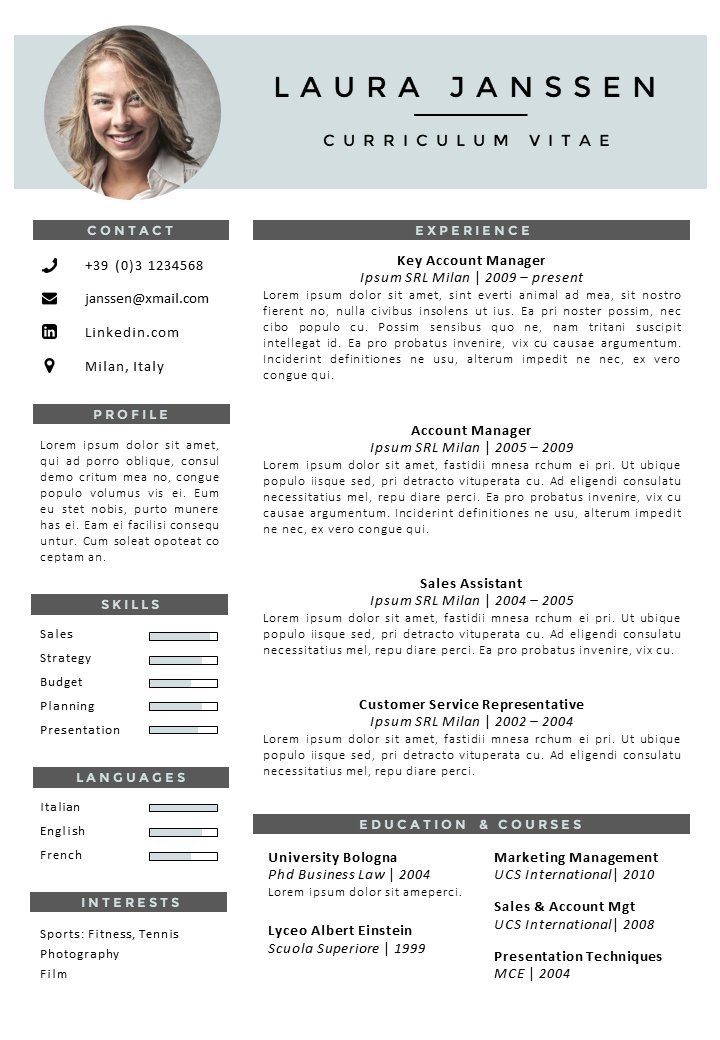 LAURA JANSSEN
CURRICULUM VITAE
CONTACT
+39 (0)3 1234568
janssen@xmail.com
Linkedin.com
Milan, Italy
PROFILE
Lorem ipsum dolor sit amet,
qui ad porro oblique, consul
demo critum mea no, congue
populo volumus vis ei. Eum
eu stet nobis, purto munere
has ei. Eam ei facilisi consequ
untur. Cum soleat opoteat co
ceptam an.
SKILLS
Sales
Strategy
Budget
Planning
Presentation
LANGUAGES
Italian
English
French
INTERESTS
Sports: Fitness, Tennis
Photography
Film
EXPERIENCE
Key Account Manager
Ipsum SRL Milan | 2009 – present
Lorem ipsum dolor sit amet, sint everti animal ad mea, sit nostro
fierent no, nulla civibus insolens ut ius. Ea pri noster possim, nec
cibo populo cu. Possim sensibus quo ne, nam tritani suscipit
intellegat id. Ea pro probatus invenire, vix cu causae argumentum.
Inciderint definitiones ne usu, alterum impedit ne nec, ex vero
congue qui.
Account Manager
Ipsum SRL Milan | 2005 – 2009
Lorem ipsum dolor sit amet, fastidii mnesa rchum ei pri. Ut ubique
populo iisque sed, pri detracto vituperata cu. Ad eligendi consulatu
necessitatius mel, repudiare percu. Ea pro probatus invenire, vix cu
causae argumentum. Inciderint definitiones ne usu, alterum impedit
ne nec, ex vero congue qui.
Sales Assistant
Ipsum SRL Milan | 2004 – 2005
Lorem ipsum dolor sit amet, fastidii mnesa rchum ei pri. Ut ubique
populo iisque sed, pri detracto vituperata cu. Ad eligendi consulatu
necessitatius mel, repudiare percu. Ea pro probatus invenire, vix cu.
Customer Service Representative
Ipsum SRL Milan | 2002 – 2004
Lorem ipsum dolor sit amet, fastidii mnesa rchum ei pri. Ut ubique
populo iisque sed, pri detracto vituperata cu. Ad eligendi consulatu
necessitatius mel, repudiare percu.
EDUCATION & COURSES
University Bologna
Phd Business Law | 2004
Lorem ipsum dolor sit ameperci.
Lyceo Albert Einstein
Scuola Superiore | 1999
Marketing Management
UCS International| 2010
Sales & Account Mgt
UCS International| 2008
Presentation Techniques
MCE | 2004